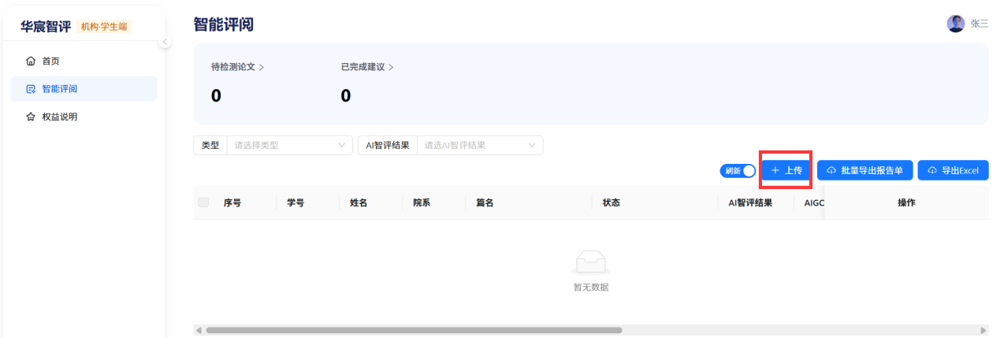 华宸智评 机构·学生端
首页
智能评阅
权益说明
智能评阅
张三
待检测论文 >
已完成建议 >
0
0
类型 请选择类型
AI智评结果 请选AI智评结果
刷新
+ 上传
批量导出报告单
导出Excel
序号 学号 姓名 院系 篇名 状态 AI智评结果 AIGC 操作
暂无数据